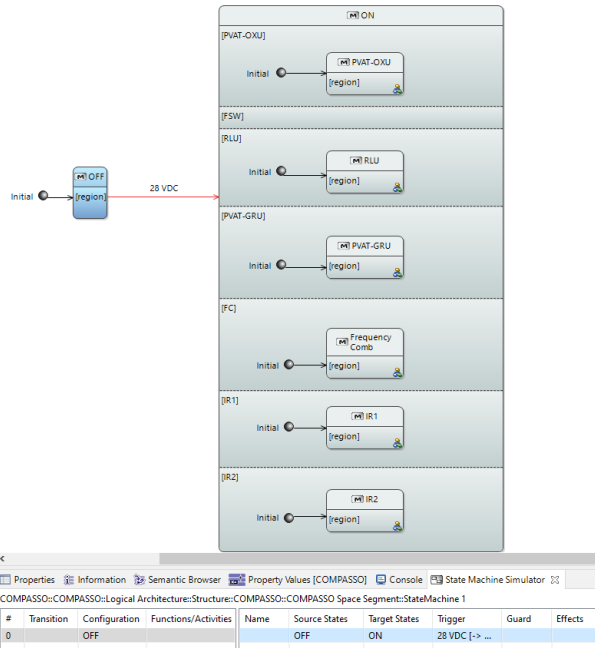 ON
[PVAT-OXU]
PVAT-OXU
Initial
[region]
[FSW]
[RLU]
RLU
Initial
[region]
OFF
28 VDC
Initial
[region]
[PVAT-GRU]
PVAT-GRU
Initial
[region]
[FC]
Frequency
Comb
Initial
[region]
[IR1]
IR1
Initial
[region]
[IR2]
IR2
Initial
[region]
Properties Information Semantic Browser Property Values [COMPASSO] Console State Machine Simulator
COMPASSO::COMPASSO::Logical Architecture::Structure::COMPASSO::COMPASSO Space Segment::StateMachine 1
# Transition Configuration Functions/Activities Name Source States Target States Trigger Guard Effects
0 OFF OFF ON 28 VDC [-> ...